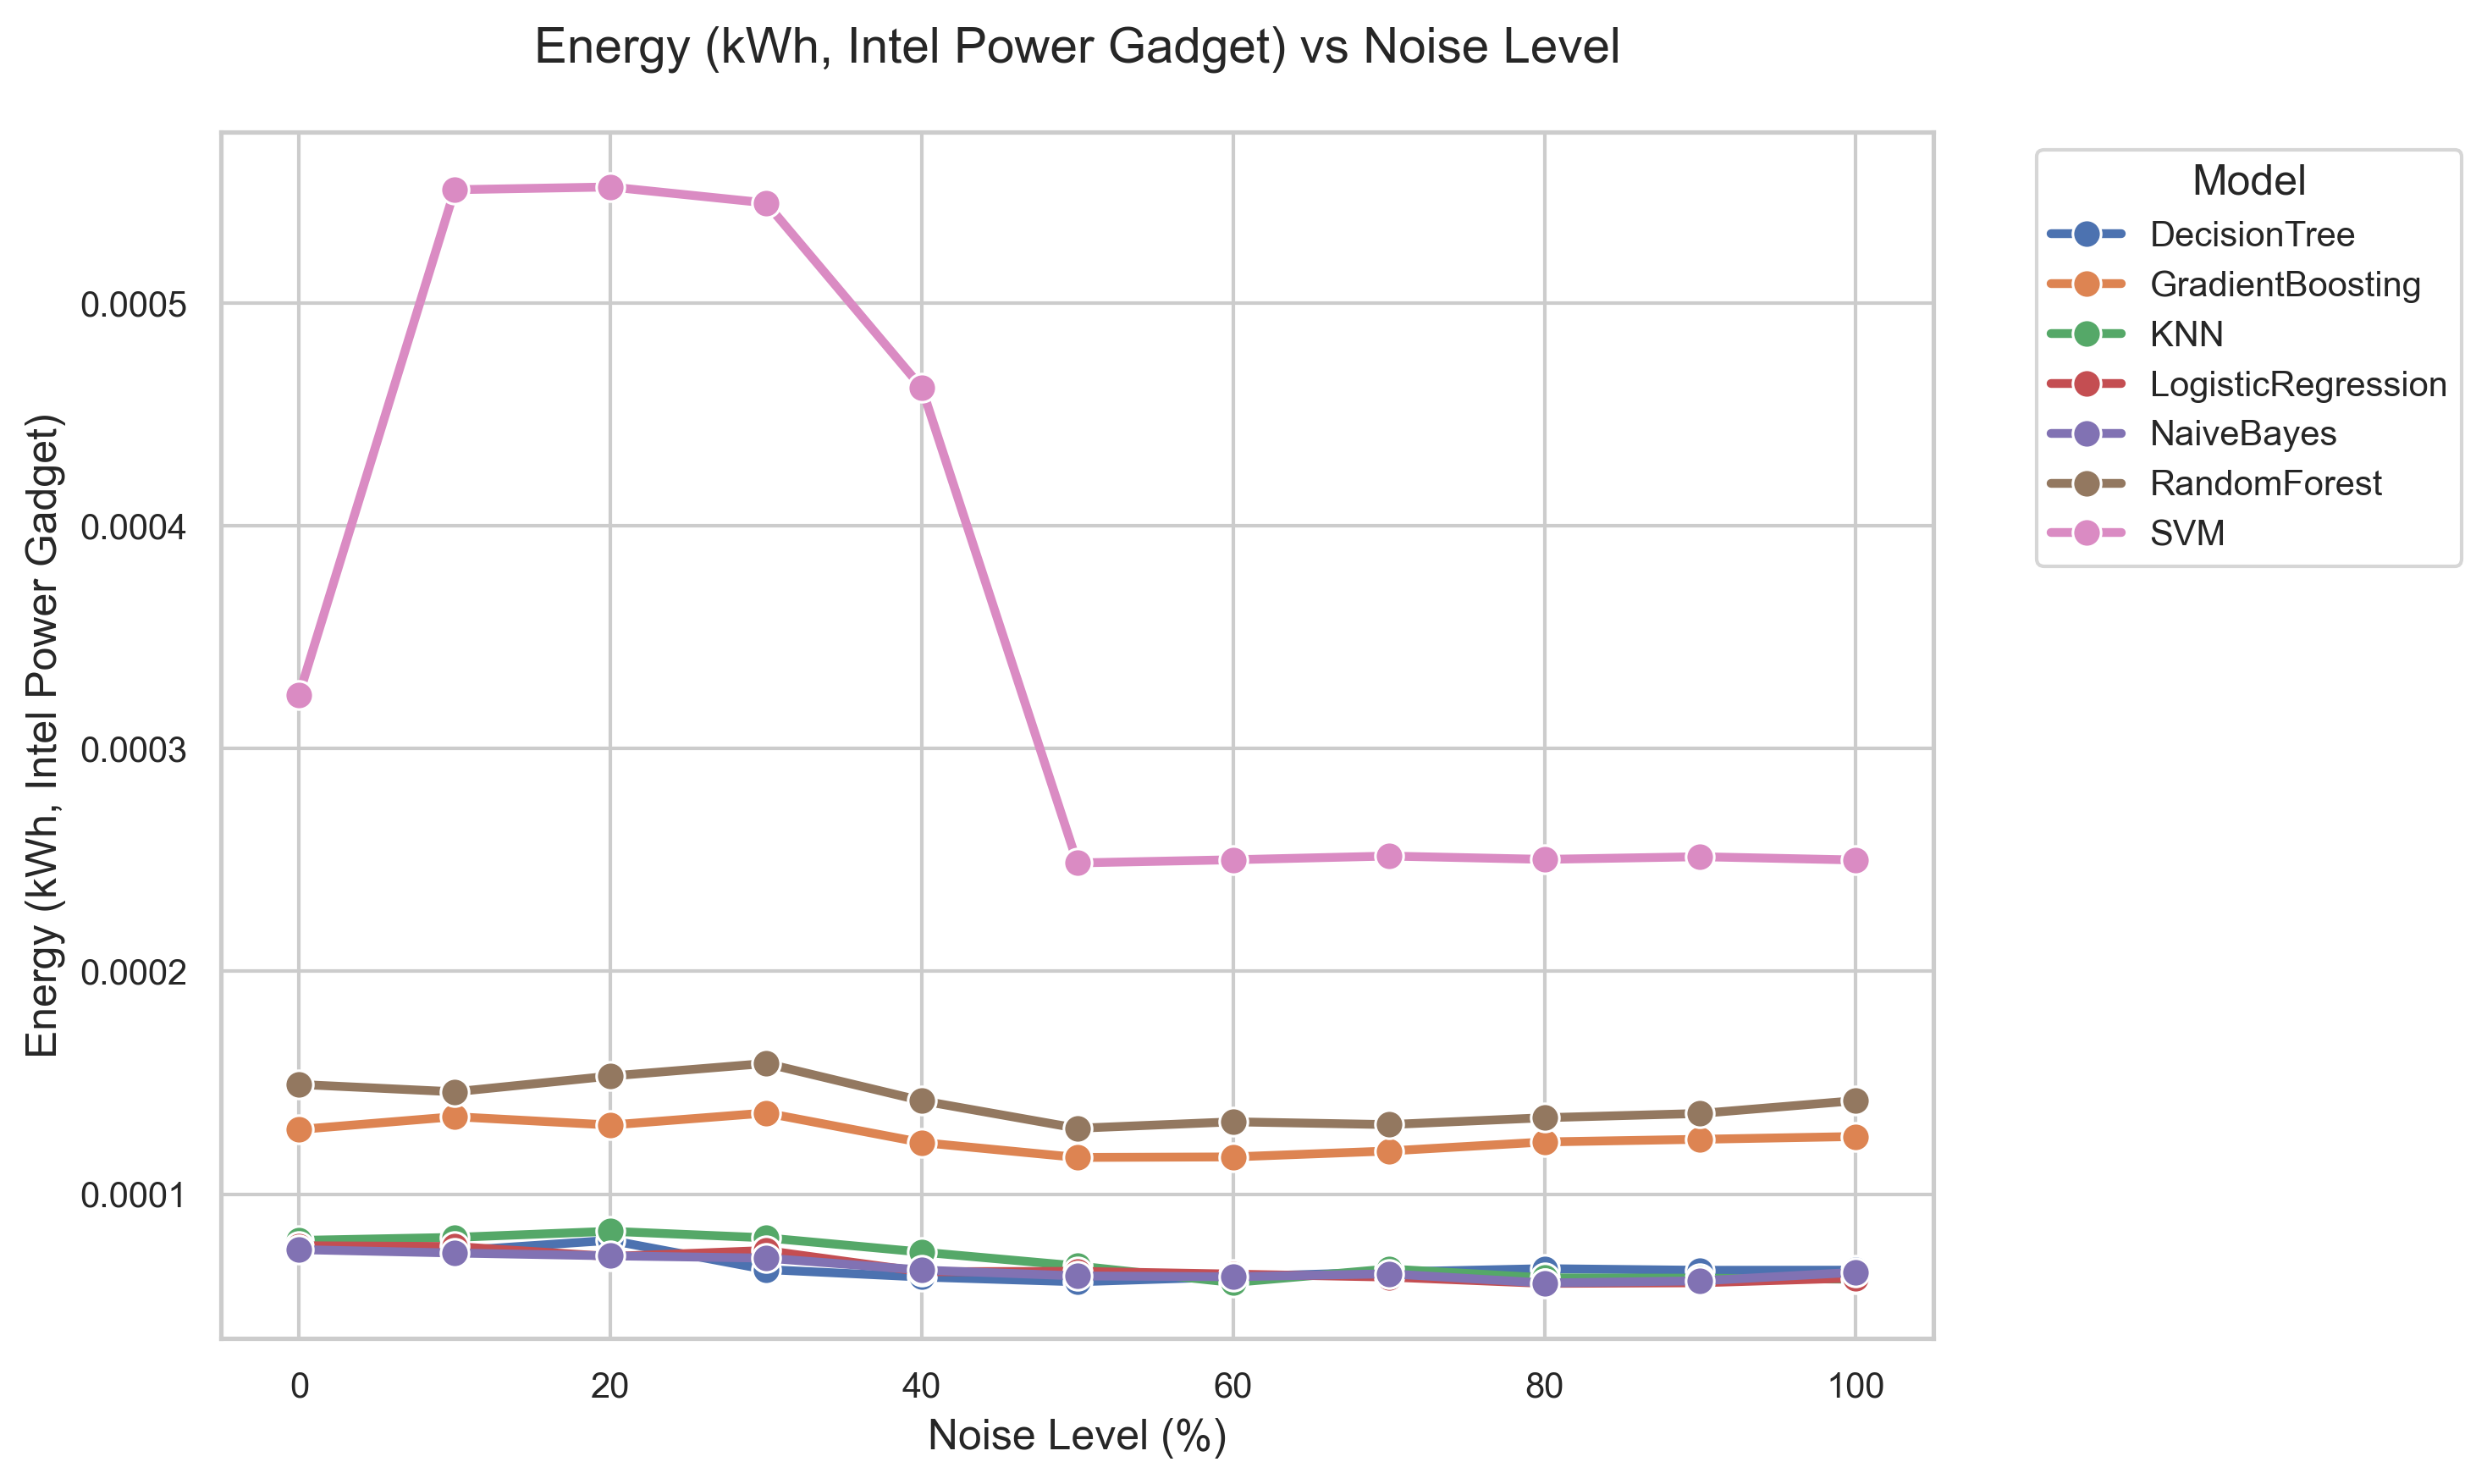 Energy (kWh, Intel Power Gadget) vs Noise Level
Energy (kWh, Intel Power Gadget)
0.0005
0.0004
0.0003
0.0002
0.0001
0
20
40
60
80
100
Noise Level (%)
Model
DecisionTree
GradientBoosting
KNN
LogisticRegression
NaiveBayes
RandomForest
SVM